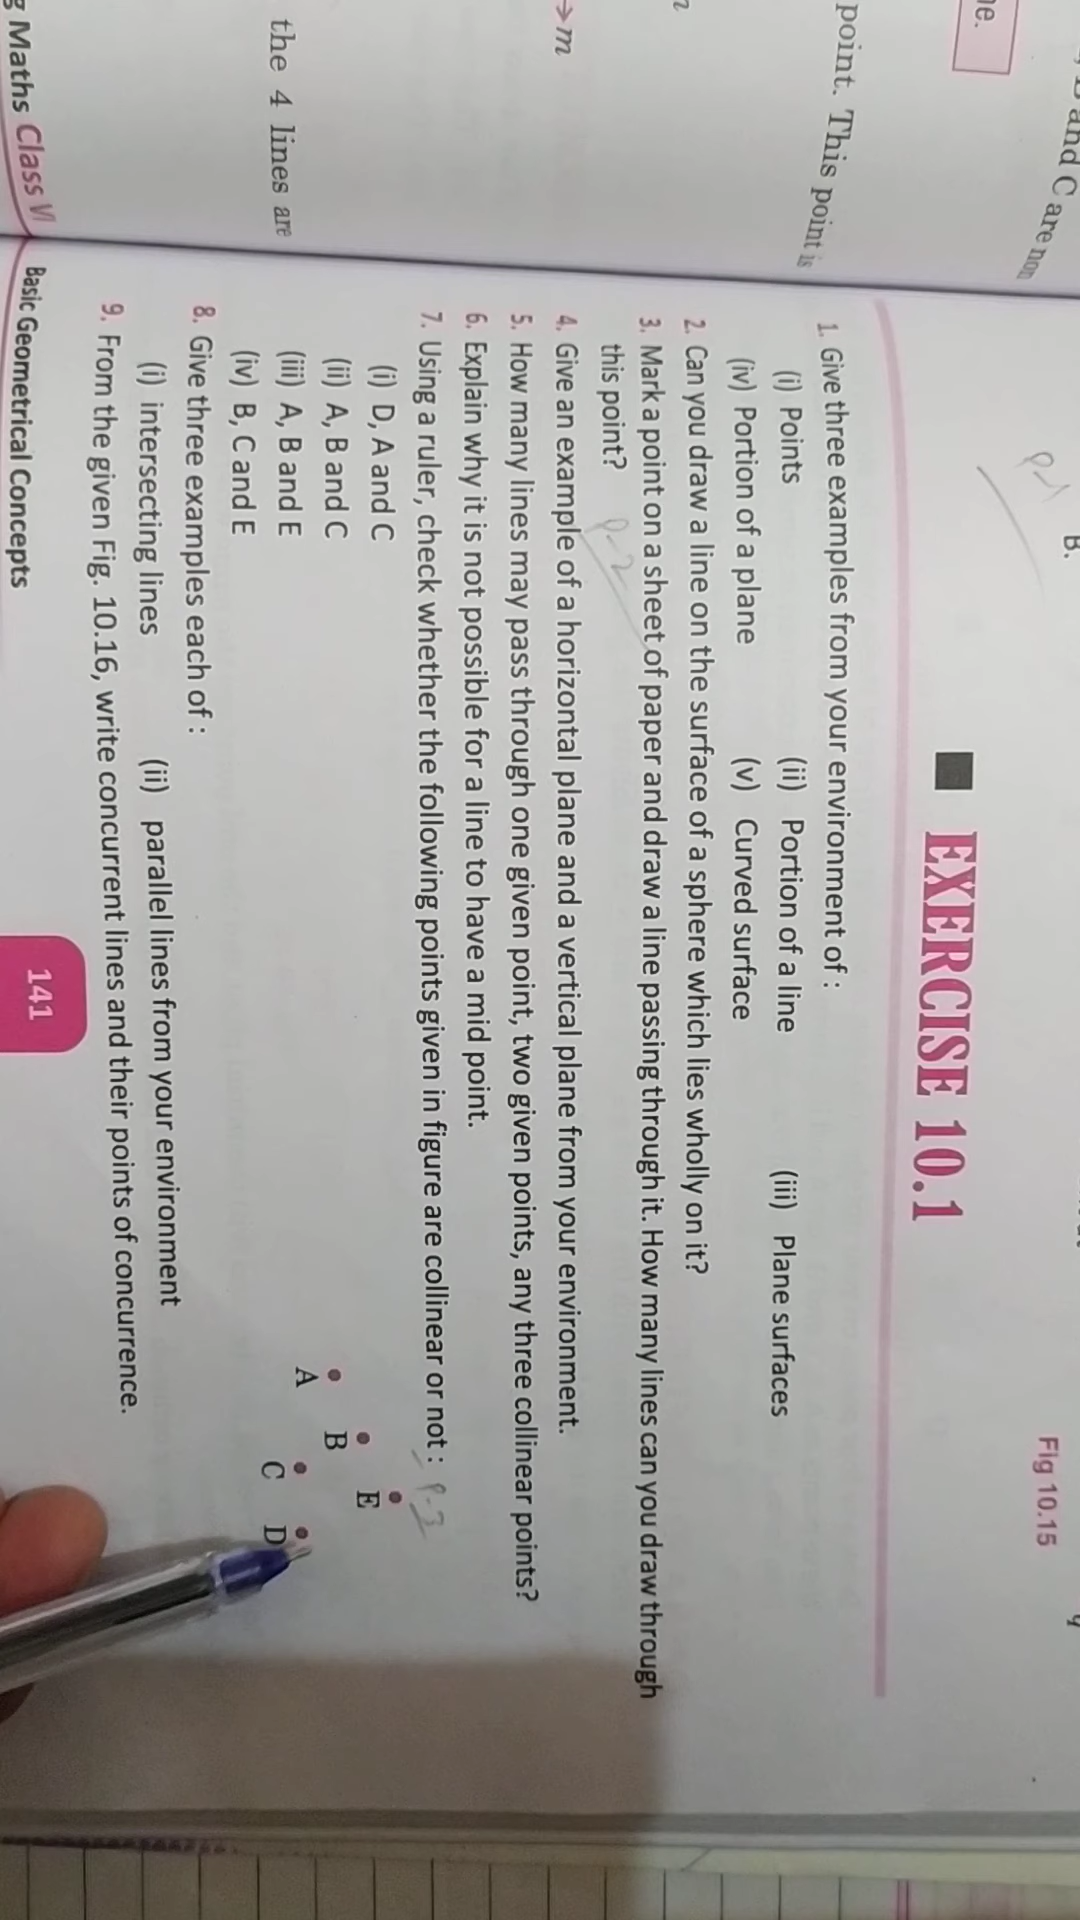 and C are non
ne.
point. This point is
m
the 4 lines are
Maths Class VI
B.
Fig 10.15
P-1
EXERCISE 10.1
1. Give three examples from your environment of :
(i) Points (ii) Portion of a line (iii) Plane surfaces
(iv) Portion of a plane (v) Curved surface
2. Can you draw a line on the surface of a sphere which lies wholly on it?
3. Mark a point on a sheet of paper and draw a line passing through it. How many lines can you draw through
this point?
P-2
4. Give an example of a horizontal plane and a vertical plane from your environment.
5. How many lines may pass through one given point, two given points, any three collinear points?
6. Explain why it is not possible for a line to have a mid point.
7. Using a ruler, check whether the following points given in figure are collinear or not : P-3
(i) D, A and C
(ii) A, B and C
(iii) A, B and E
(iv) B, C and E
E
B
A
C
D
8. Give three examples each of :
(i) intersecting lines (ii) parallel lines from your environment
9. From the given Fig. 10.16, write concurrent lines and their points of concurrence.
Basic Geometrical Concepts
141